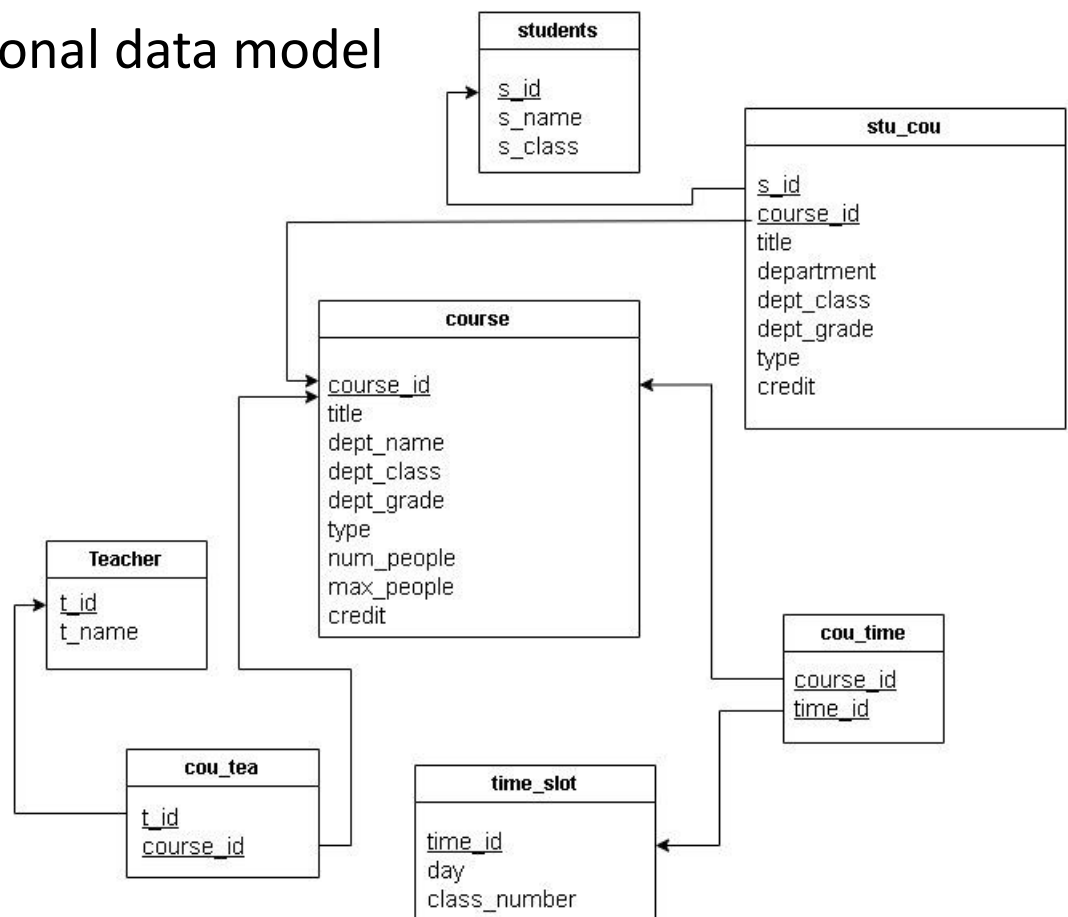 onal data model
students
s_id
s_name
s_class
stu_cou
s_id
course_id
title
department
dept_class
dept_grade
type
credit
course
course_id
title
dept_name
dept_class
dept_grade
type
num_people
max_people
credit
Teacher
t_id
t_name
cou_time
course_id
time_id
cou_tea
t_id
course_id
time_slot
time_id
day
class_number